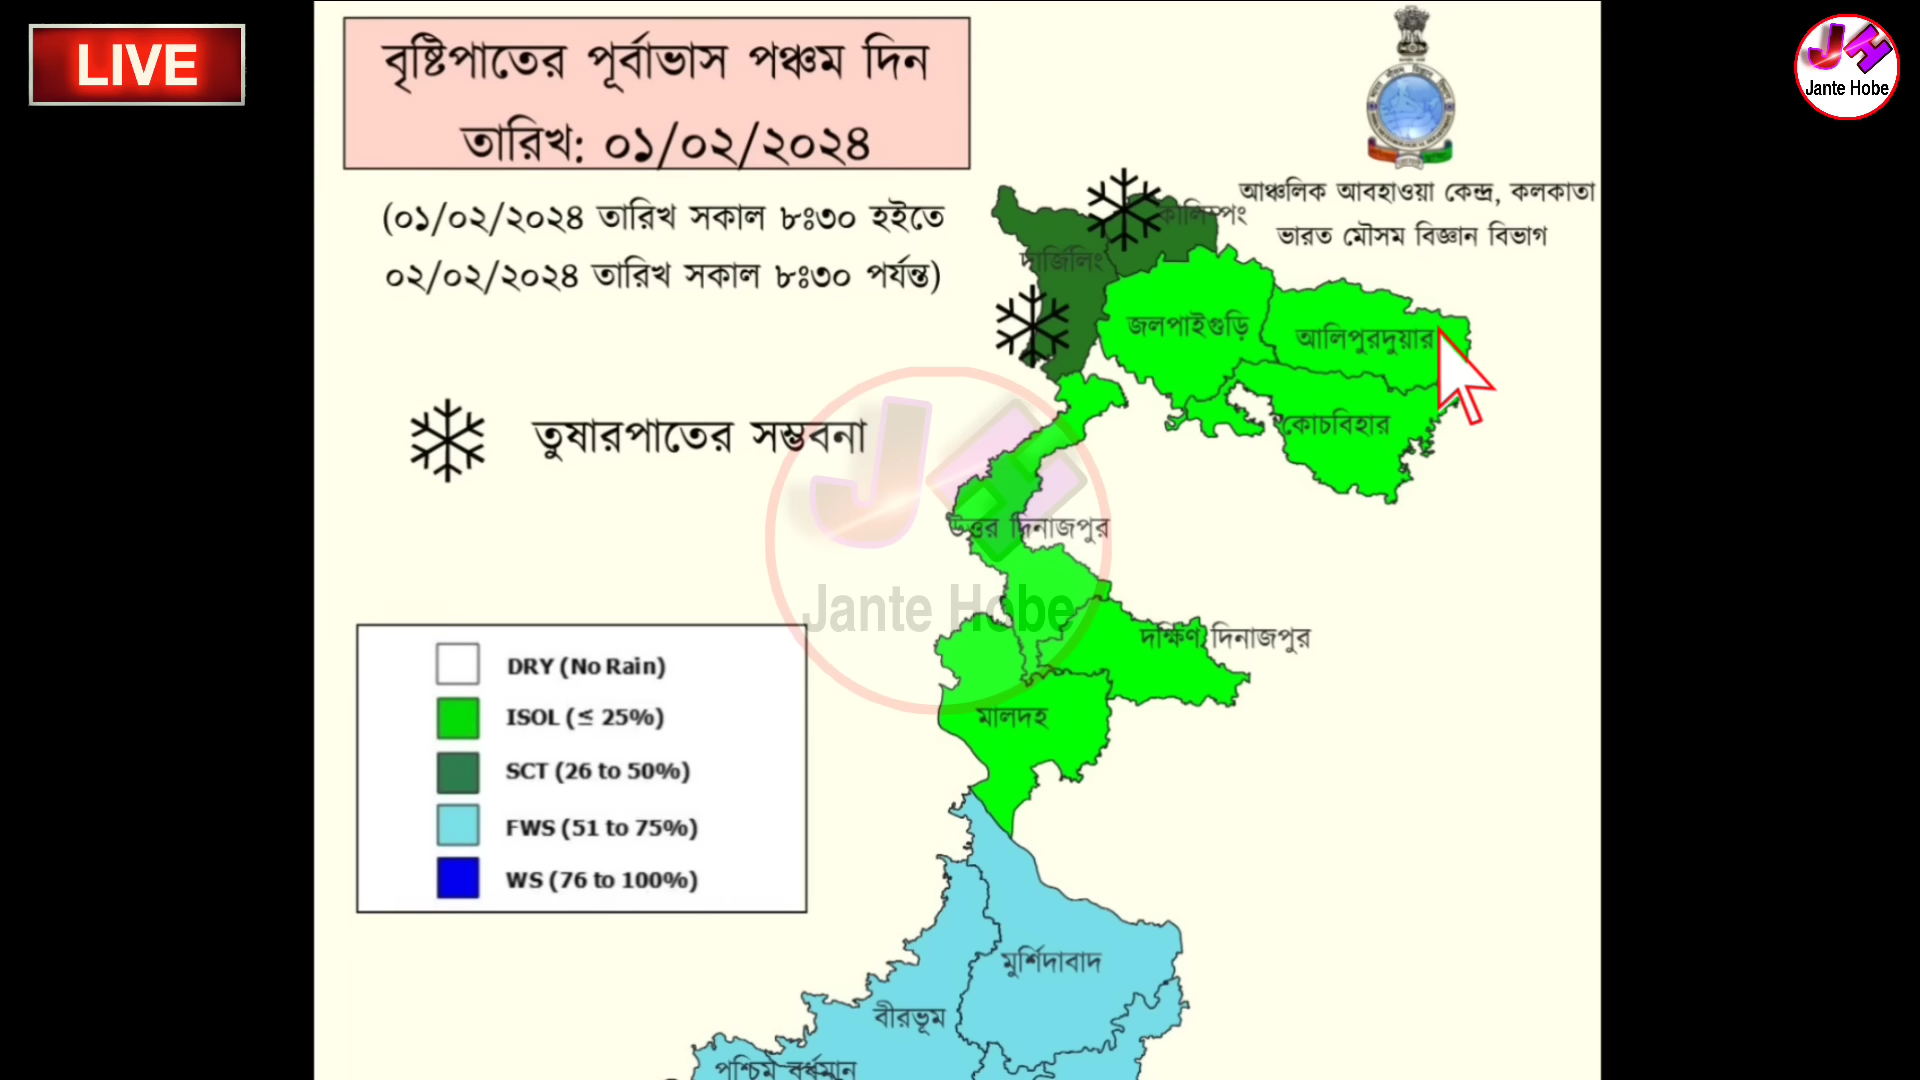 LIVE
বৃষ্টিপাতের পূর্বাভাস পঞ্চম দিন
তারিখ: ০১/০২/২০২৪
(০১/০২/২০২৪ তারিখ সকাল ৮ঃ৩০ হইতে
০২/০২/২০২৪ তারিখ সকাল ৮ঃ৩০ পর্যন্ত)
JH
Jante Hobe
আঞ্চলিক আবহাওয়া কেন্দ্র, কলকাতা
ভারত মৌসম বিজ্ঞান বিভাগ
কালিম্পং
দার্জিলিং
জলপাইগুড়ি
আলিপুরদুয়ার
কোচবিহার
তুষারপাতের সম্ভবনা
উত্তর দিনাজপুর
JH
Jante Hobe
দক্ষিণ দিনাজপুর
মালদহ
DRY (No Rain)
ISOL (≤ 25%)
SCT (26 to 50%)
FWS (51 to 75%)
WS (76 to 100%)
মুর্শিদাবাদ
বীরভূম
পশ্চিম বর্ধমান